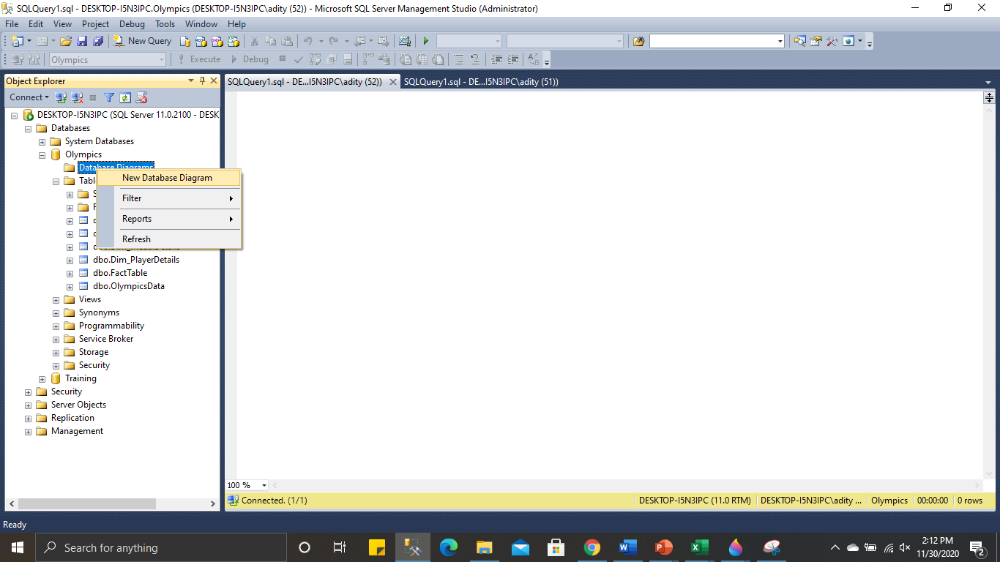 SQLQuery1.sql - DESKTOP-I5N3IPC.Olympics (DESKTOP-I5N3IPC\adity (52)) - Microsoft SQL Server Management Studio (Administrator)
File Edit View Project Debug Tools Window Help
New Query
Olympics Execute Debug
Object Explorer
SQLQuery1.sql - DE...I5N3IPC\adity (52)) SQLQuery1.sql - DE...I5N3IPC\adity (51))
Connect
DESKTOP-I5N3IPC (SQL Server 11.0.2100 - DESK
Databases
System Databases
Olympics
Database Diagrams
New Database Diagram
Filter
Reports
Refresh
dbo.Dim_PlayerDetails
dbo.FactTable
dbo.OlympicsData
Views
Synonyms
Programmability
Service Broker
Storage
Security
Training
Security
Server Objects
Replication
Management
100 %
Connected. (1/1) DESKTOP-I5N3IPC (11.0 RTM) DESKTOP-I5N3IPC\adity ... Olympics 00:00:00 0 rows
Ready
Search for anything
2:12 PM
11/30/2020
2